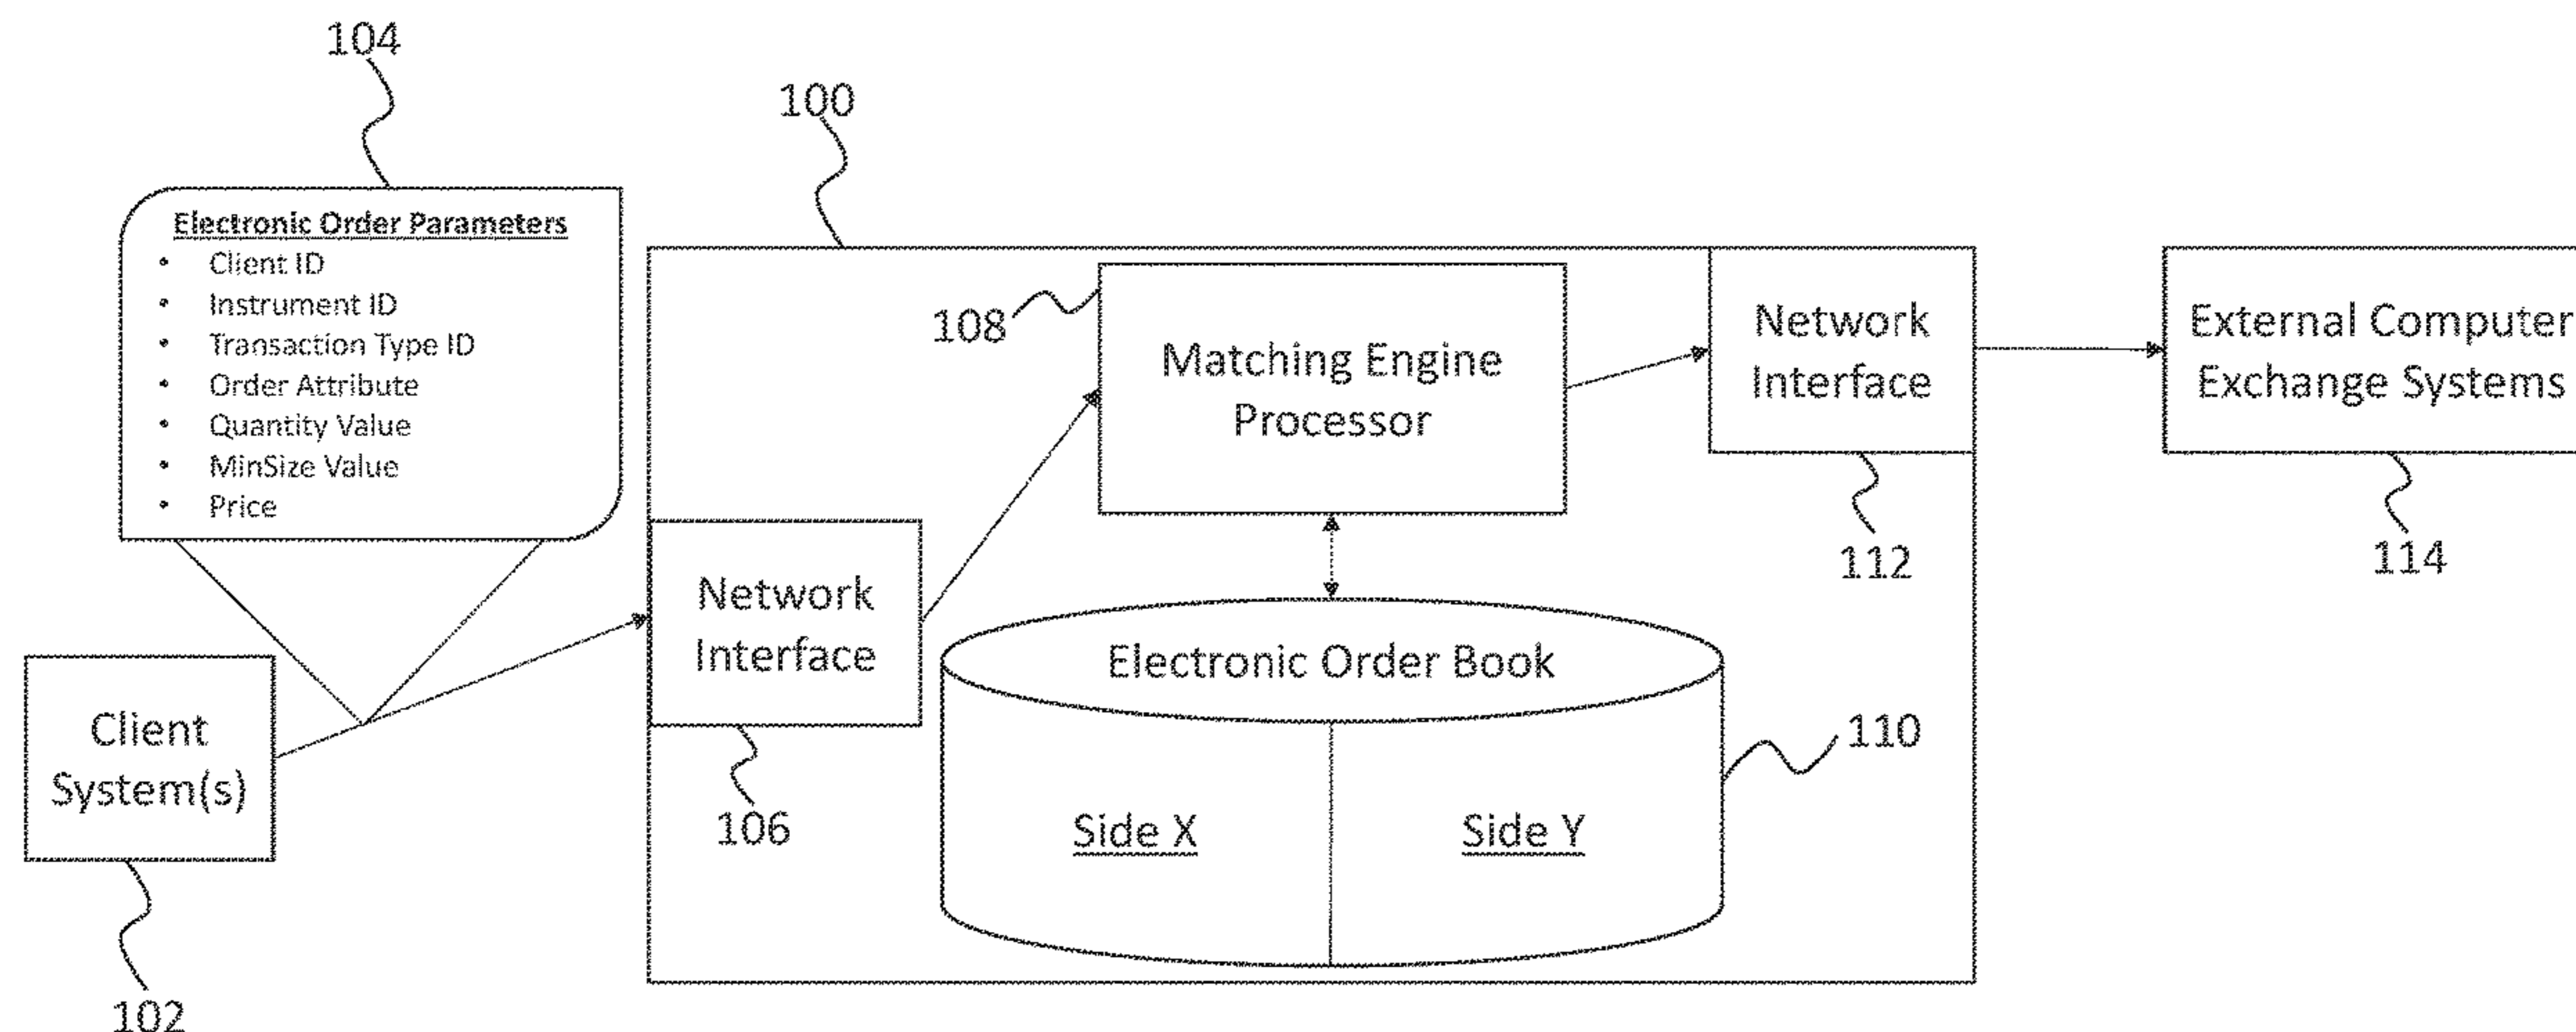 104
100
Electronic Order Parameters
• Client ID
• Instrument ID
• Transaction Type ID
• Order Attribute
• Quantity Value
• MinSize Value
• Price
108
Matching Engine
Processor
Network
Interface
External Computer
Exchange Systems
112
114
Network
Interface
Electronic Order Book
Client
System(s)
110
106
Side X
Side Y
102